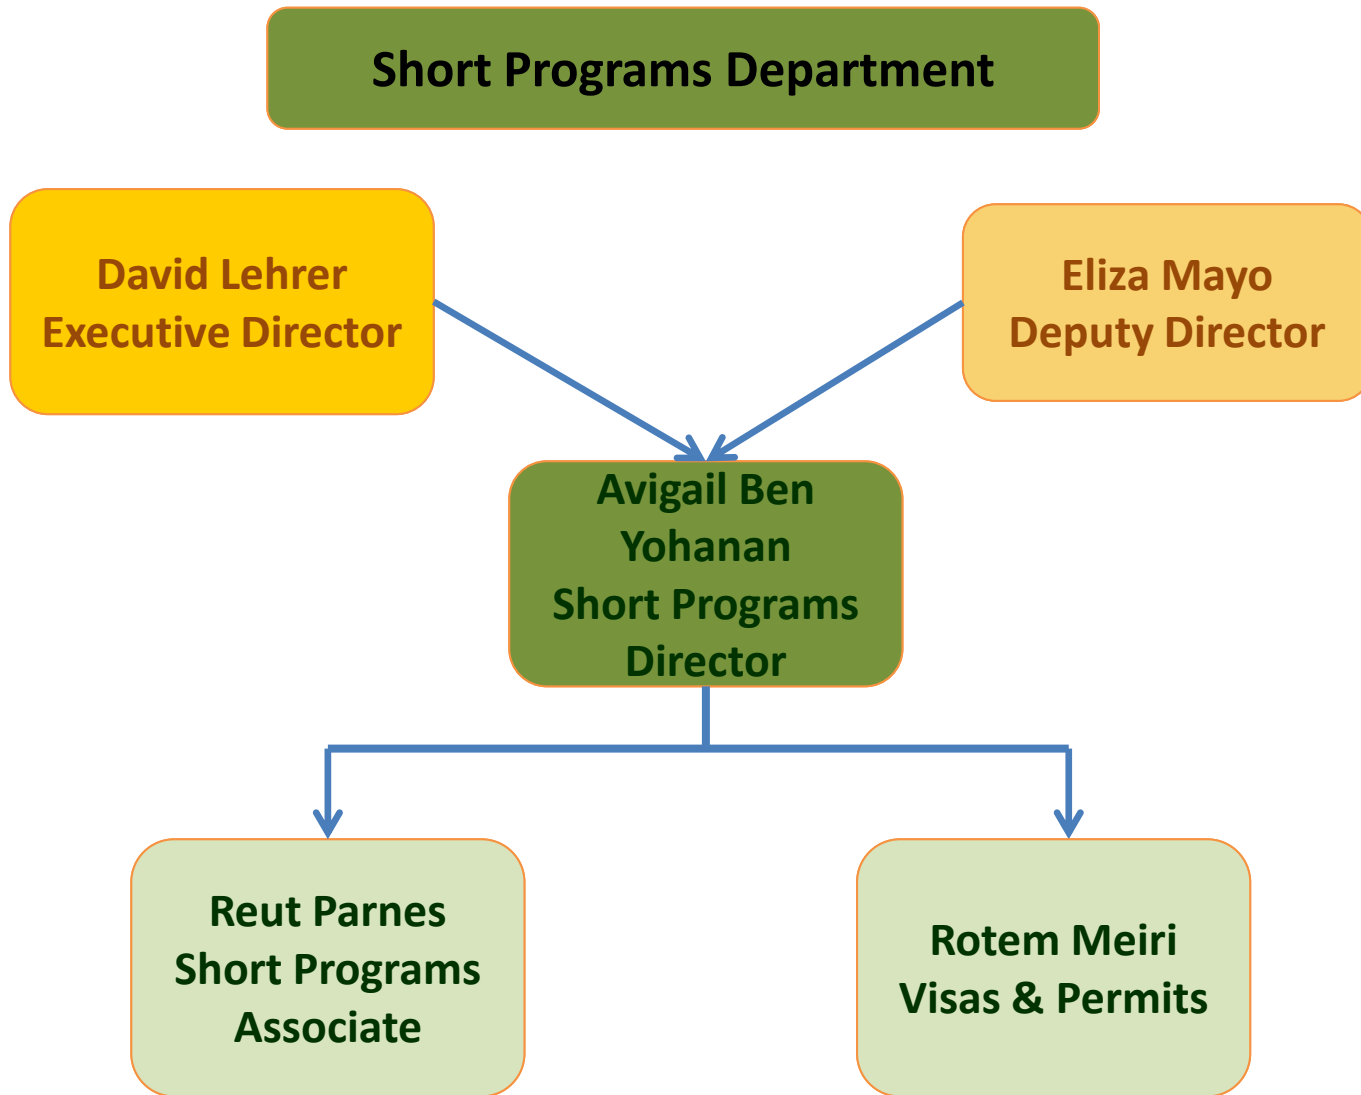 Short Programs Department
David Lehrer
Executive Director
Eliza Mayo
Deputy Director
Avigail Ben
Yohanan
Short Programs
Director
Reut Parnes
Short Programs
Associate
Rotem Meiri
Visas & Permits